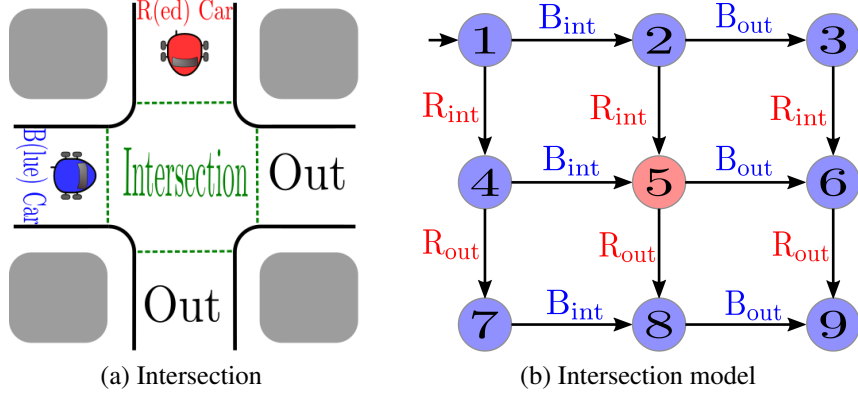 R(ed) Car
B(lue) Car
Intersection
Out
Out
(a) Intersection
1 B_int 2 B_out 3
R_int R_int R_int
4 B_int 5 B_out 6
R_out R_out R_out
7 B_int 8 B_out 9
(b) Intersection model